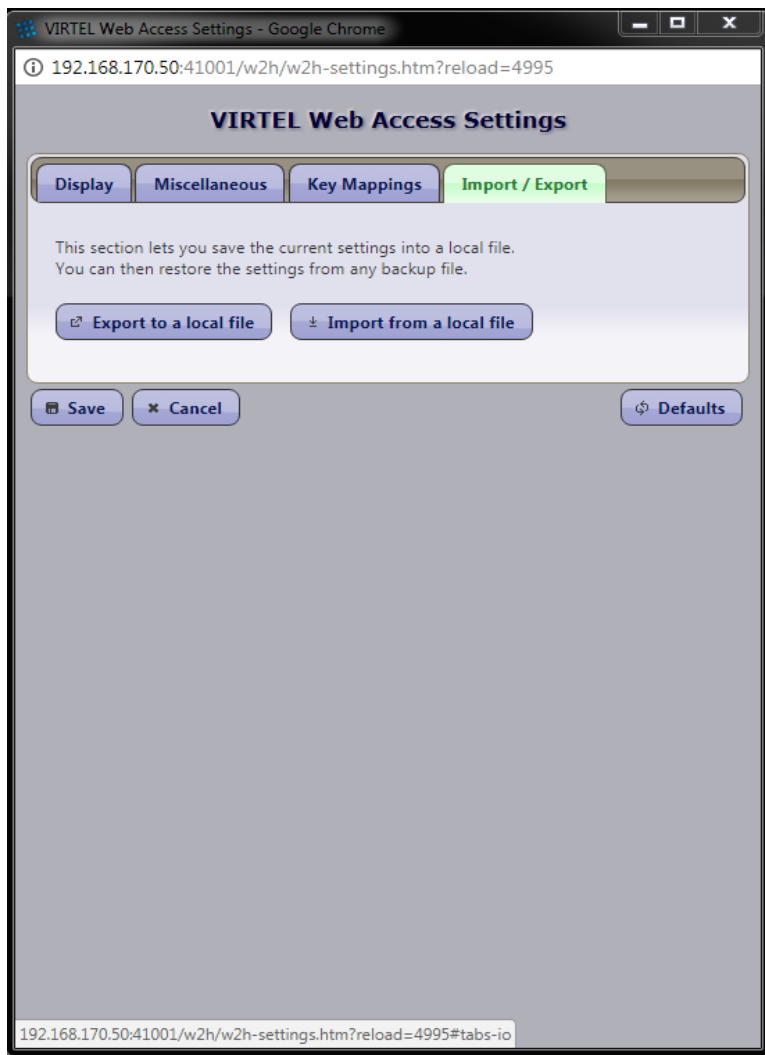 VIRTEL Web Access Settings - Google Chrome
192.168.170.50:41001/w2h/w2h-settings.htm?reload=4995
VIRTEL Web Access Settings
Display Miscellaneous Key Mappings Import / Export
This section lets you save the current settings into a local file.
You can then restore the settings from any backup file.
Export to a local file Import from a local file
Save Cancel Defaults
192.168.170.50:41001/w2h/w2h-settings.htm?reload=4995#tabs-io